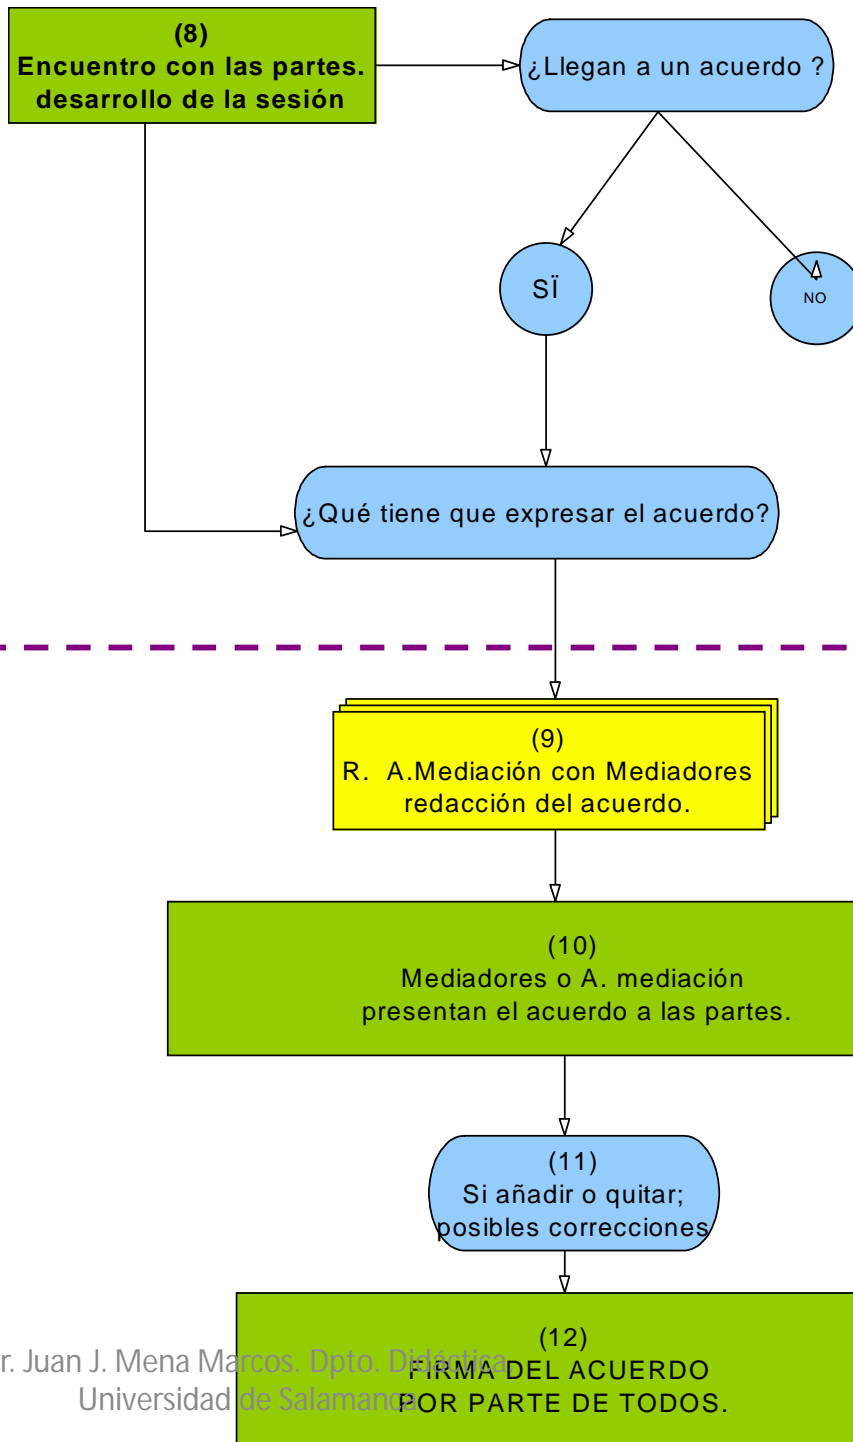 (8)
Encuentro con las partes.
desarrollo de la sesión
¿Llegan a un acuerdo ?
SÏ
NO
¿Qué tiene que expresar el acuerdo?
(9)
R. A.Mediación con Mediadores
redacción del acuerdo.
(10)
Mediadores o A. mediación
presentan el acuerdo a las partes.
(11)
Si añadir o quitar;
posibles correcciones
(12)
FIRMA DEL ACUERDO
POR PARTE DE TODOS.
r. Juan J. Mena Marcos. Dpto. Didáctica.
Universidad de Salamanca